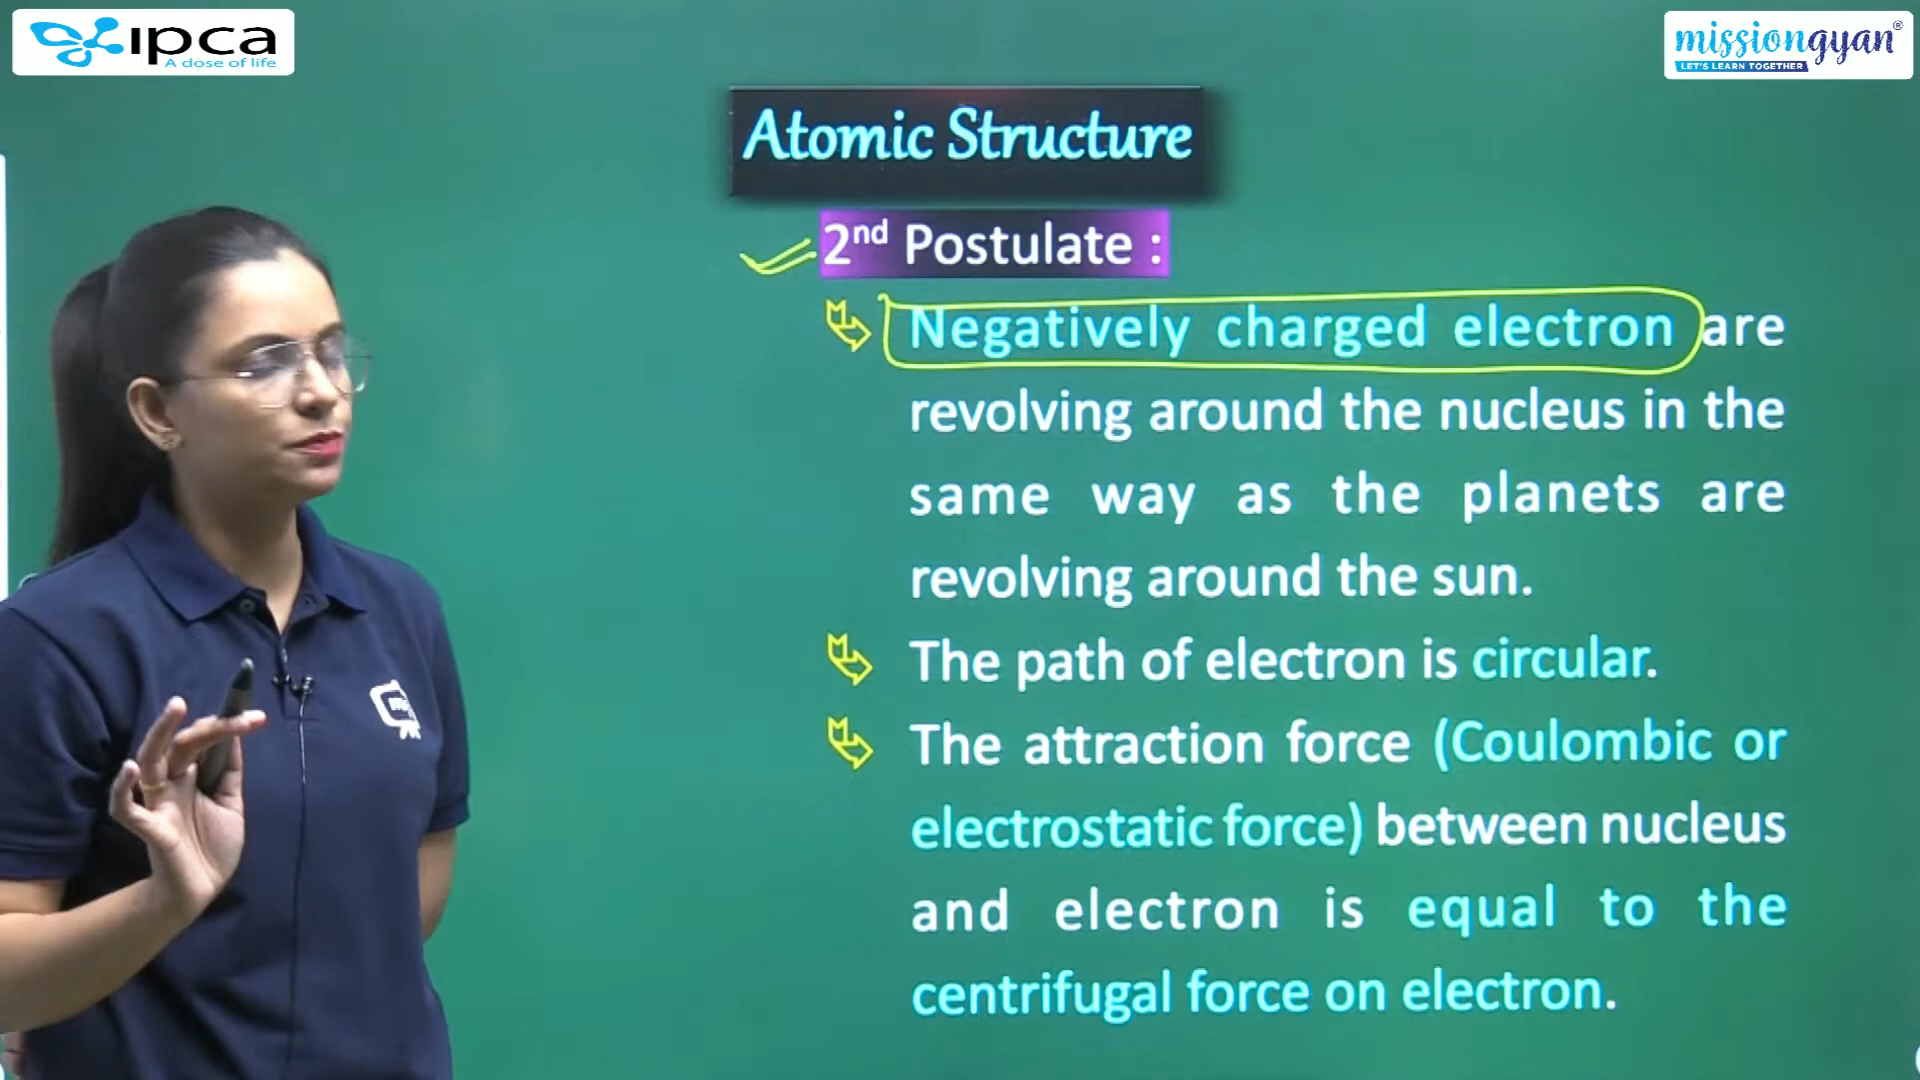 ipca
A dose of life
missiongyan®
LET'S LEARN TOGETHER
Atomic Structure
2nd Postulate :
Negatively charged electron are
revolving around the nucleus in the
same way as the planets are
revolving around the sun.
The path of electron is circular.
The attraction force (Coulombic or
electrostatic force) between nucleus
and electron is equal to the
centrifugal force on electron.